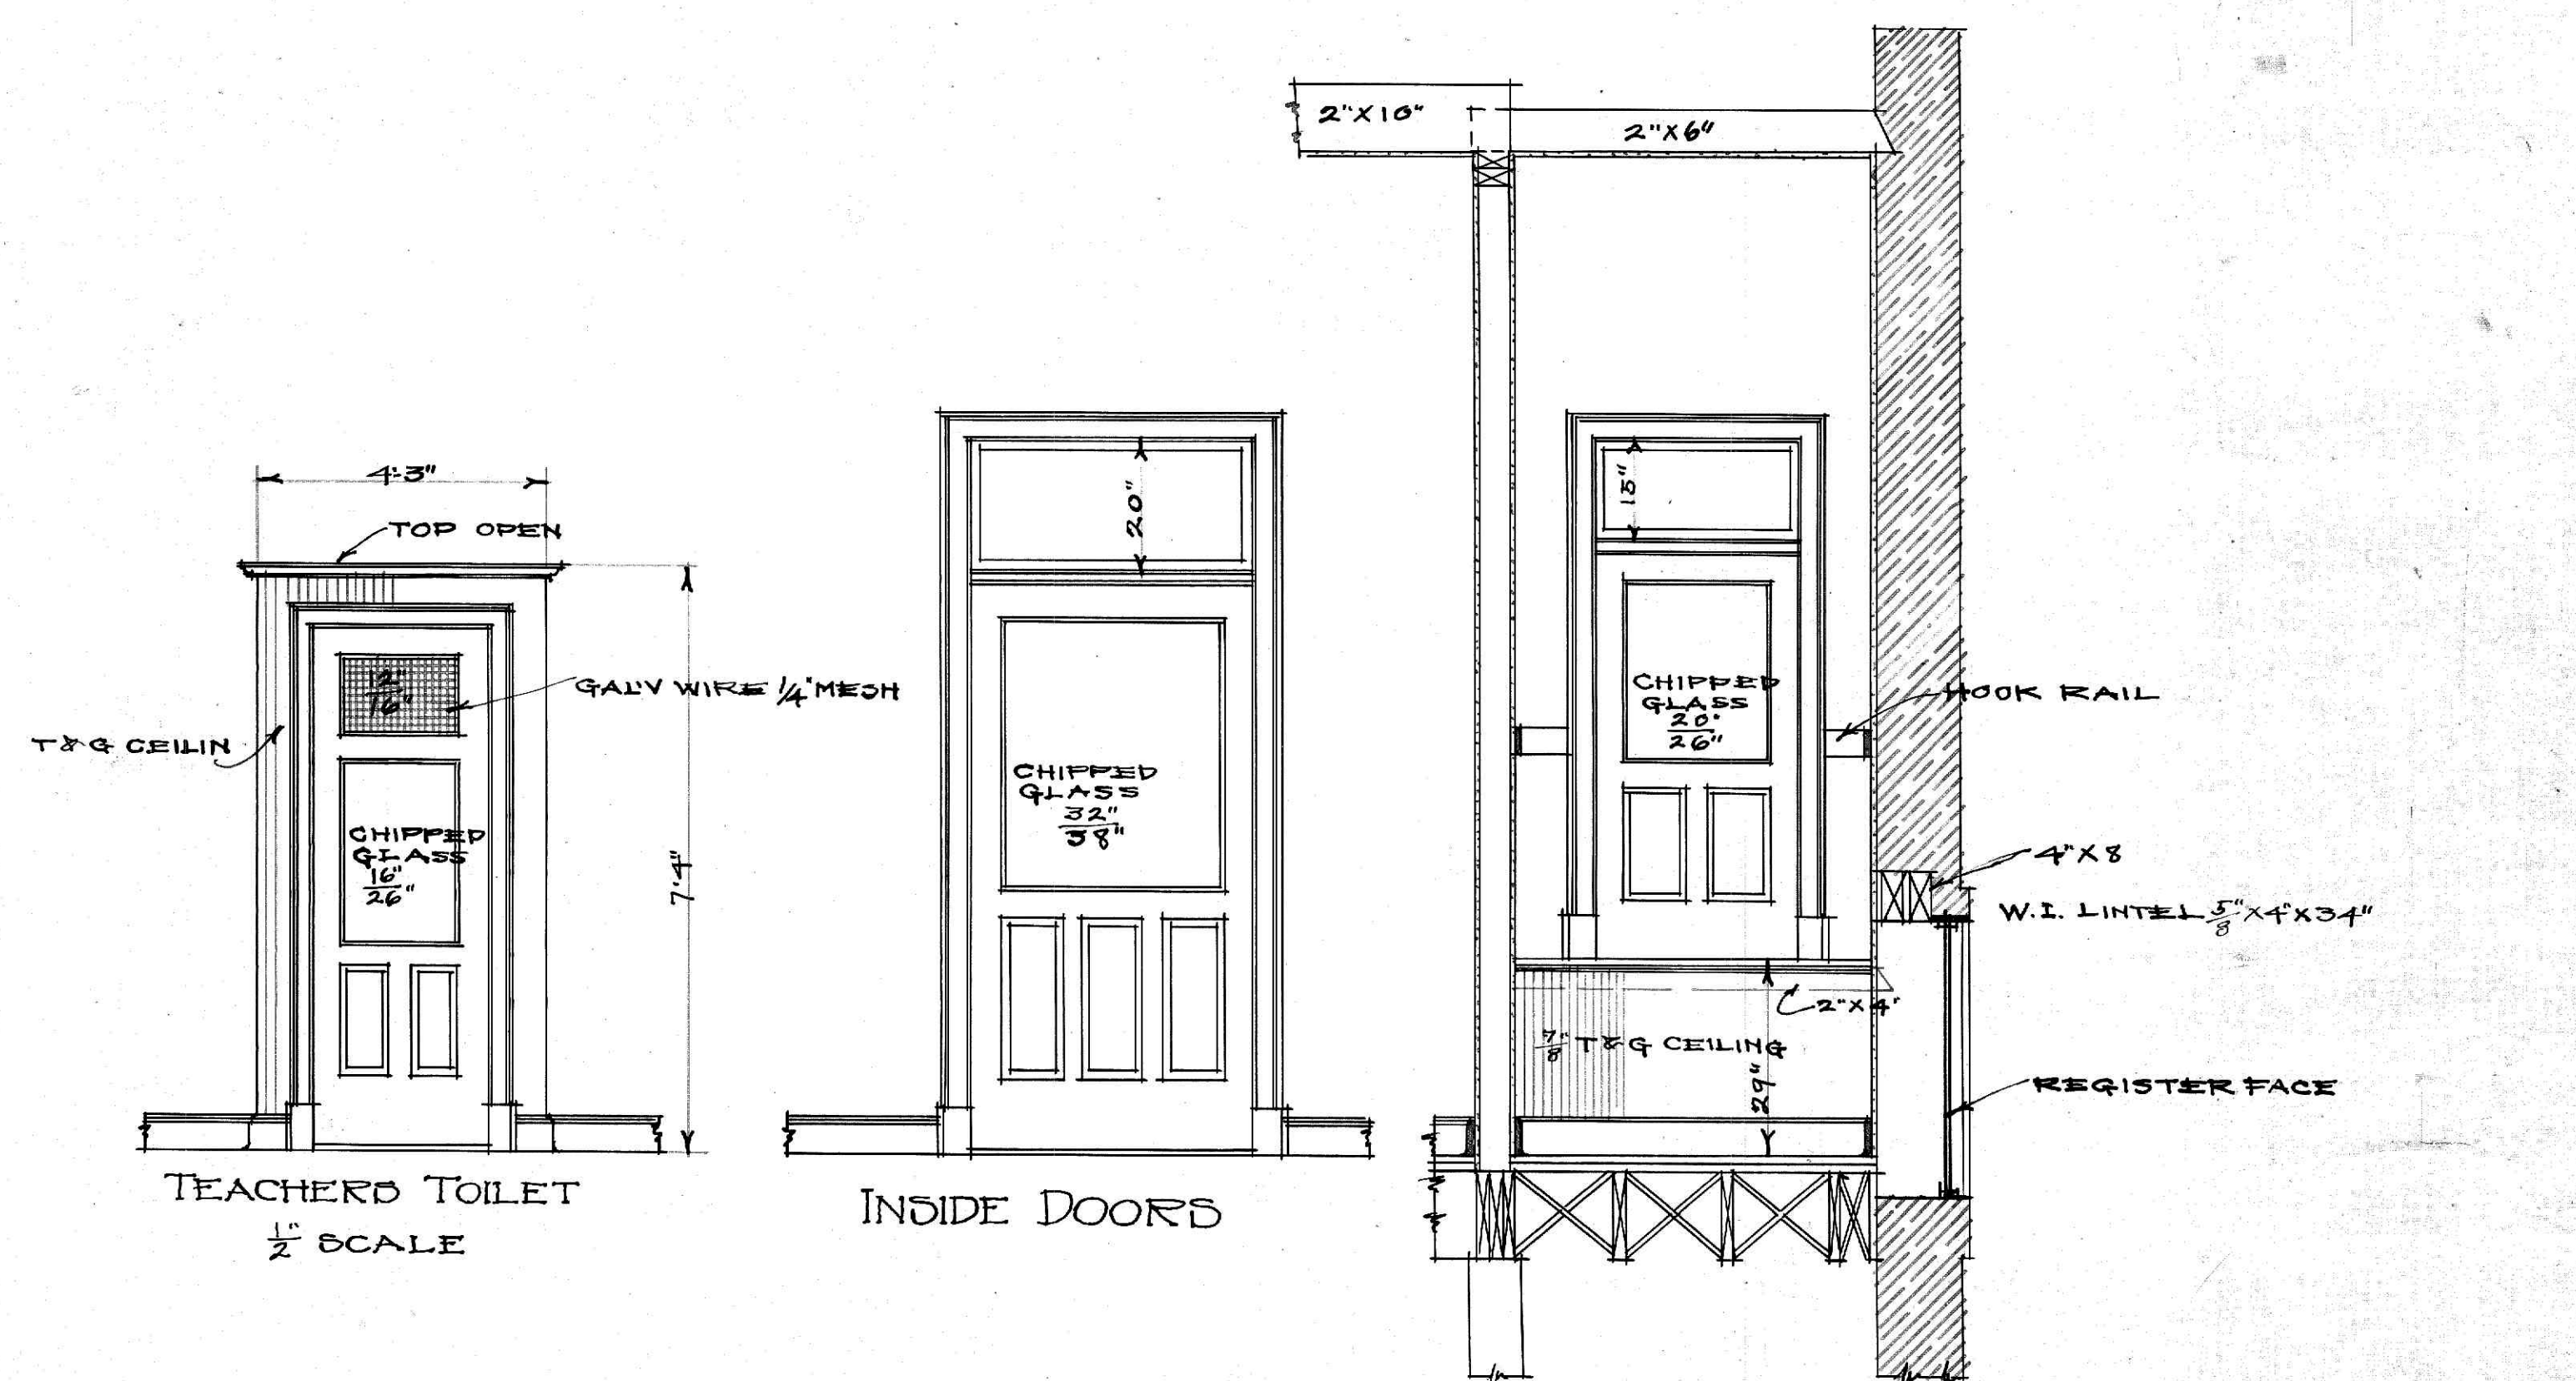 2"X10"
2"X6"
4'-3"
TOP OPEN
12"
16"
GAL'V WIRE 1/4" MESH
T&G CEILIN
CHIPPED
GLASS
16"
26"
7'-4"
TEACHERS TOILET
1/2" SCALE
20"
CHIPPED
GLASS
32"
38"
INSIDE DOORS
15"
CHIPPED
GLASS
20"
26"
HOOK RAIL
4"X8
W.I. LINTEL 5/8"X4"X34"
2"X4"
7/8" T&G CEILING
29"
REGISTER FACE